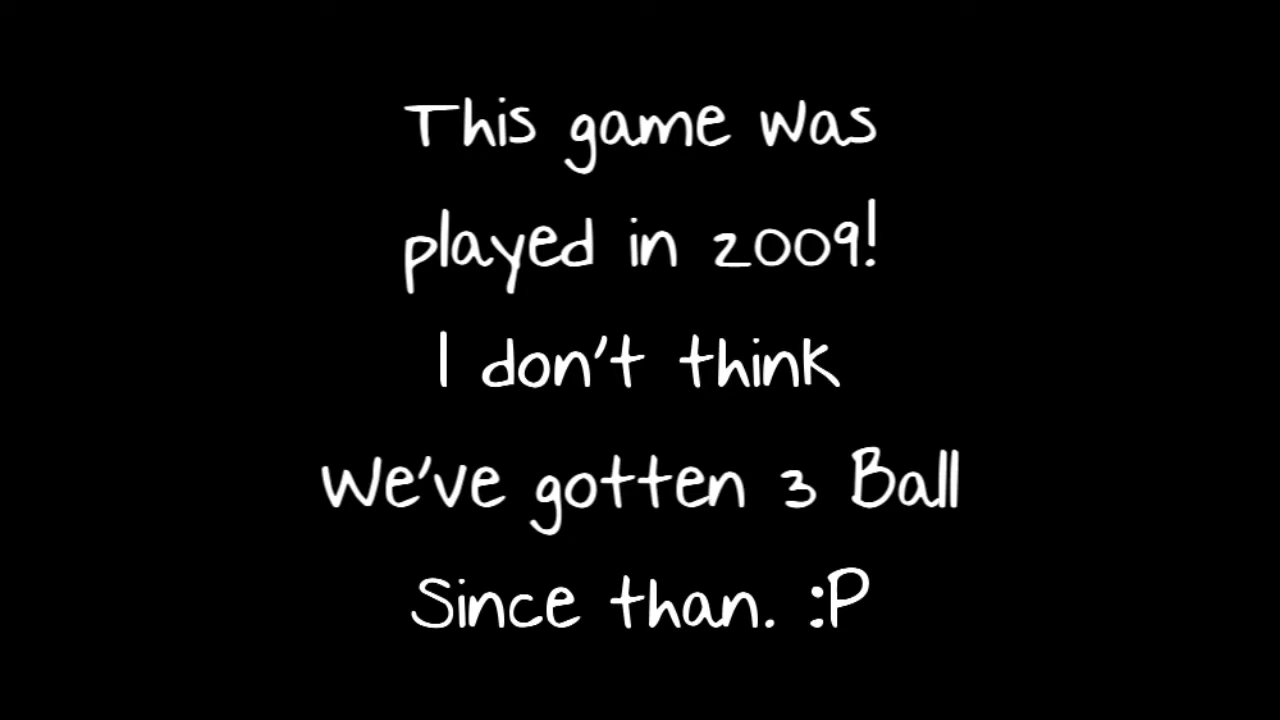 This game was
played in 2009!
I don't think
We've gotten 3 Ball
Since than. :P